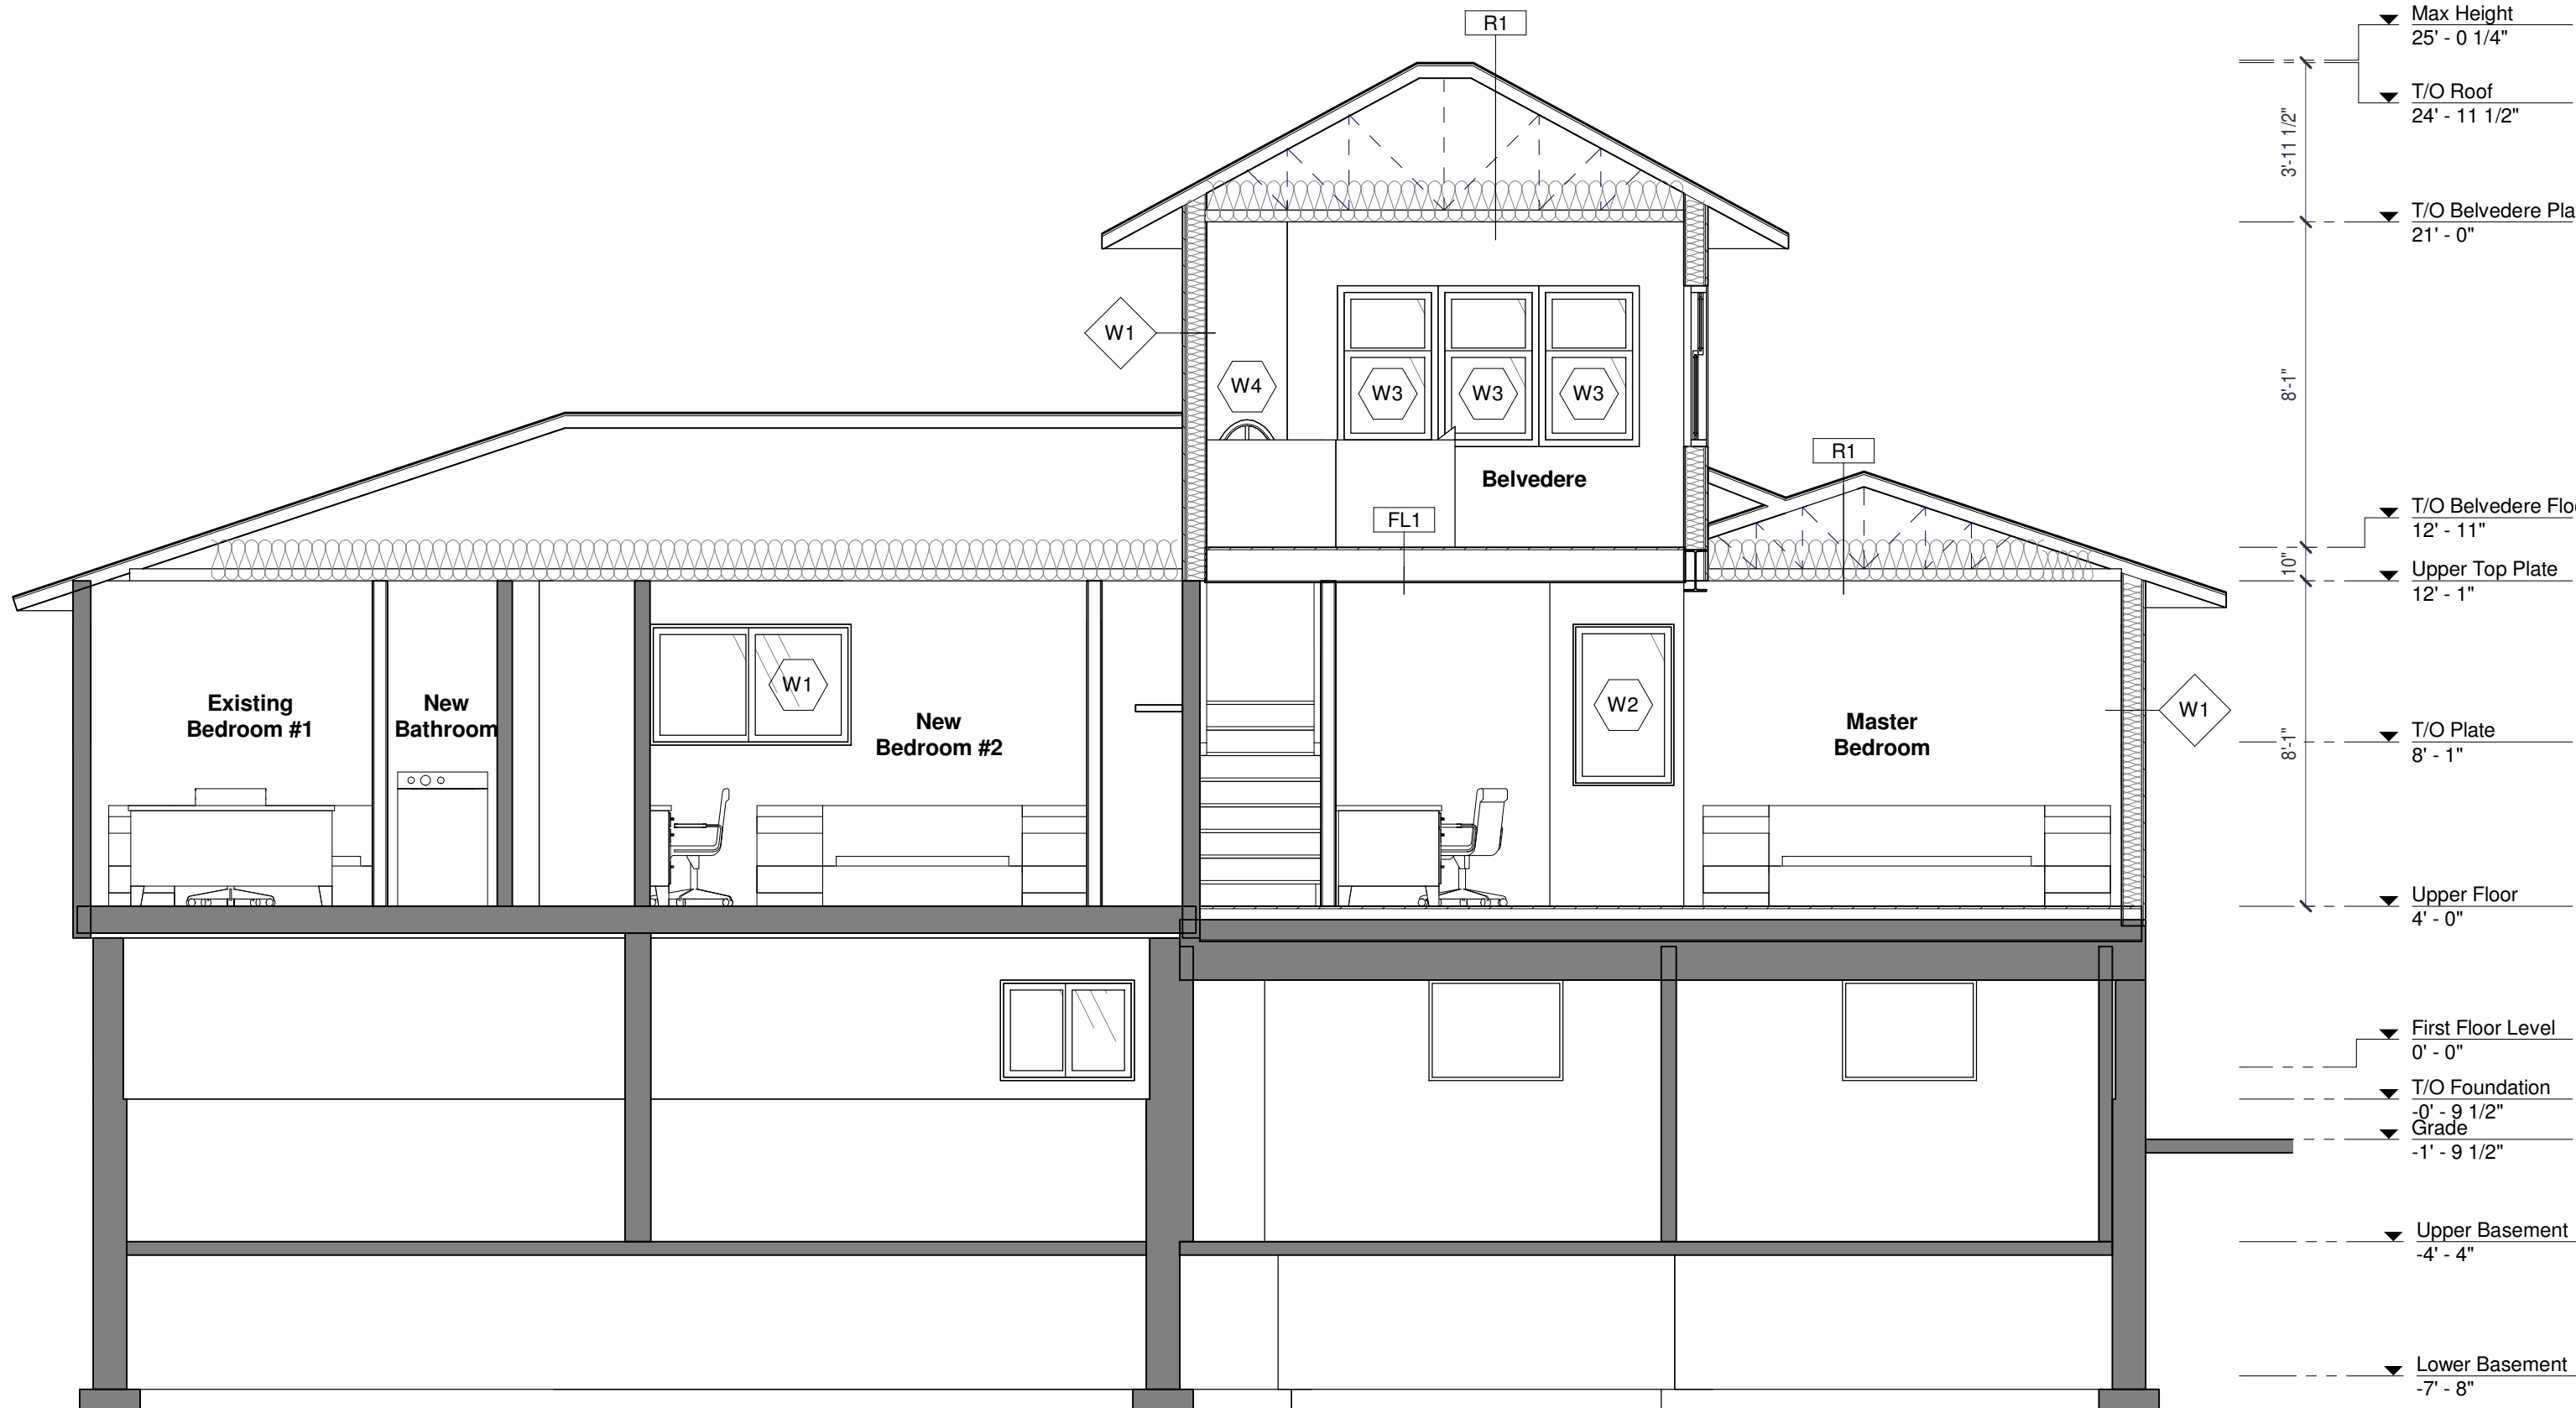 R1
Max Height
25' - 0 1/4"
T/O Roof
24' - 11 1/2"
3'-11 1/2"
T/O Belvedere Pla
21' - 0"
W1
W4
W3
W3
W3
8'-1"
R1
Belvedere
FL1
T/O Belvedere Flo
12' - 11"
10"
Upper Top Plate
12' - 1"
Existing
Bedroom #1
New
Bathroom
W1
New
Bedroom #2
W2
Master
Bedroom
W1
T/O Plate
8' - 1"
8'-1"
Upper Floor
4' - 0"
First Floor Level
0' - 0"
T/O Foundation
-0' - 9 1/2"
Grade
-1' - 9 1/2"
Upper Basement
-4' - 4"
Lower Basement
-7' - 8"